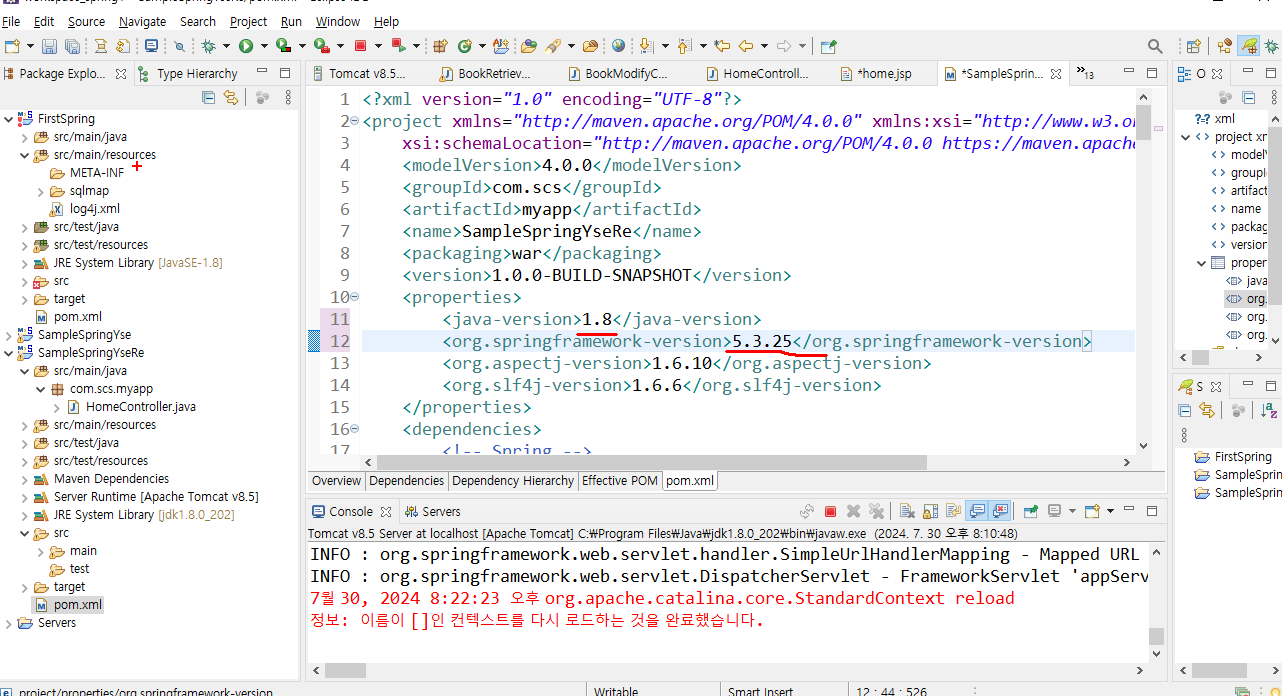 File Edit Source Navigate Search Project Run Window Help
Package Explo... Type Hierarchy
FirstSpring
src/main/java
src/main/resources
META-INF
sqlmap
log4j.xml
src/test/java
src/test/resources
JRE System Library [JavaSE-1.8]
src
target
pom.xml
SampleSpringYse
SampleSpringYseRe
src/main/java
com.scs.myapp
HomeController.java
src/main/resources
src/test/java
src/test/resources
Maven Dependencies
Server Runtime [Apache Tomcat v8.5]
JRE System Library [jdk1.8.0_202]
src
main
test
target
pom.xml
Servers
Tomcat v8.5... BookRetriev... BookModifyC... HomeControll... *home.jsp *SampleSprin... »13
1 <?xml version="1.0" encoding="UTF-8"?>
2 <project xmlns="http://maven.apache.org/POM/4.0.0" xmlns:xsi="http://www.w3.or
3 xsi:schemaLocation="http://maven.apache.org/POM/4.0.0 https://maven.apache
4 <modelVersion>4.0.0</modelVersion>
5 <groupId>com.scs</groupId>
6 <artifactId>myapp</artifactId>
7 <name>SampleSpringYseRe</name>
8 <packaging>war</packaging>
9 <version>1.0.0-BUILD-SNAPSHOT</version>
10 <properties>
11 <java-version>1.8</java-version>
12 <org.springframework-version>5.3.25</org.springframework-version>
13 <org.aspectj-version>1.6.10</org.aspectj-version>
14 <org.slf4j-version>1.6.6</org.slf4j-version>
15 </properties>
16 <dependencies>
17 <!-- Spring -->
Overview Dependencies Dependency Hierarchy Effective POM pom.xml
Console Servers
Tomcat v8.5 Server at localhost [Apache Tomcat] C:₩Program Files₩Java₩jdk1.8.0_202₩bin₩javaw.exe (2024. 7. 30 오후 8:10:48)
INFO : org.springframework.web.servlet.handler.SimpleUrlHandlerMapping - Mapped URL
INFO : org.springframework.web.servlet.DispatcherServlet - FrameworkServlet 'appServ
7월 30, 2024 8:22:23 오후 org.apache.catalina.core.StandardContext reload
정보: 이름이 []인 컨텍스트를 다시 로드하는 것을 완료했습니다.
O
?=? xml
project xr
model
groupI
artifact
name
packag
version
proper
java
org.
org.
org.
S
FirstSpring
SampleSprin
SampleSprin
project/properties/org.springframework-version Writable Smart Insert 12 : 44 : 526